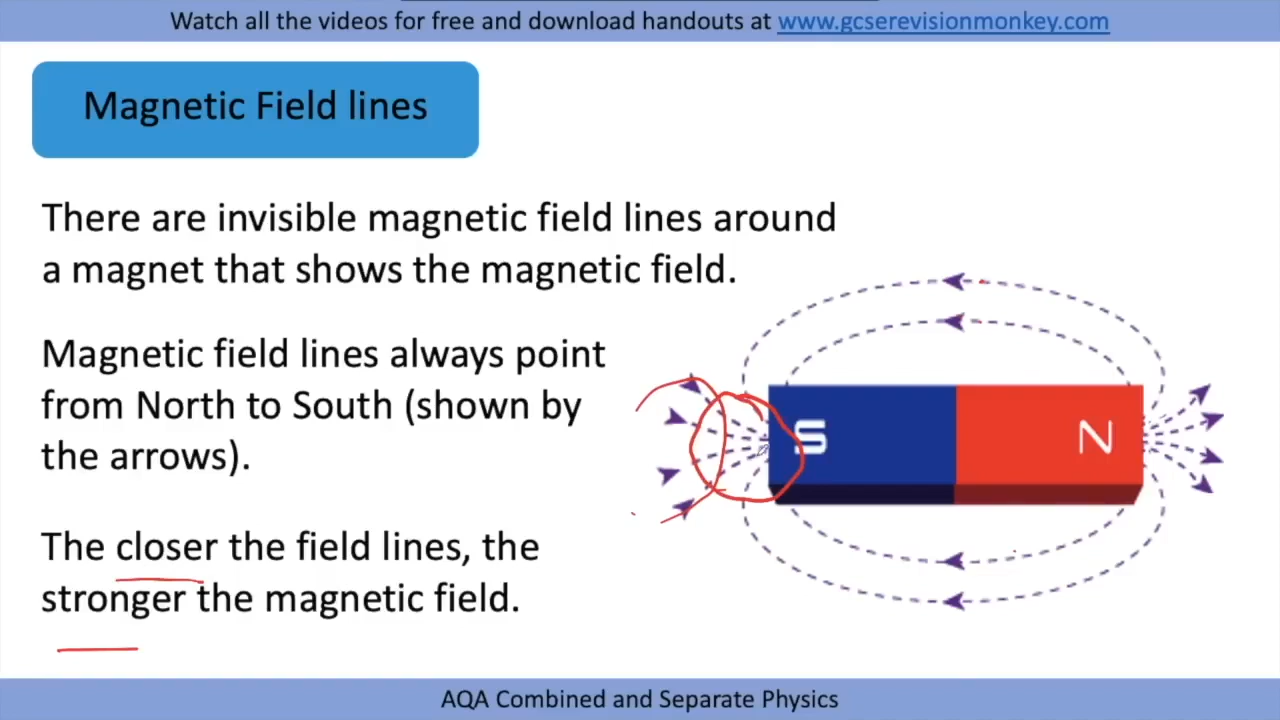 Watch all the videos for free and download handouts at www.gcserevisionmonkey.com
Magnetic Field lines
There are invisible magnetic field lines around
a magnet that shows the magnetic field.
Magnetic field lines always point
from North to South (shown by
the arrows).
The closer the field lines, the
stronger the magnetic field.
S N
AQA Combined and Separate Physics